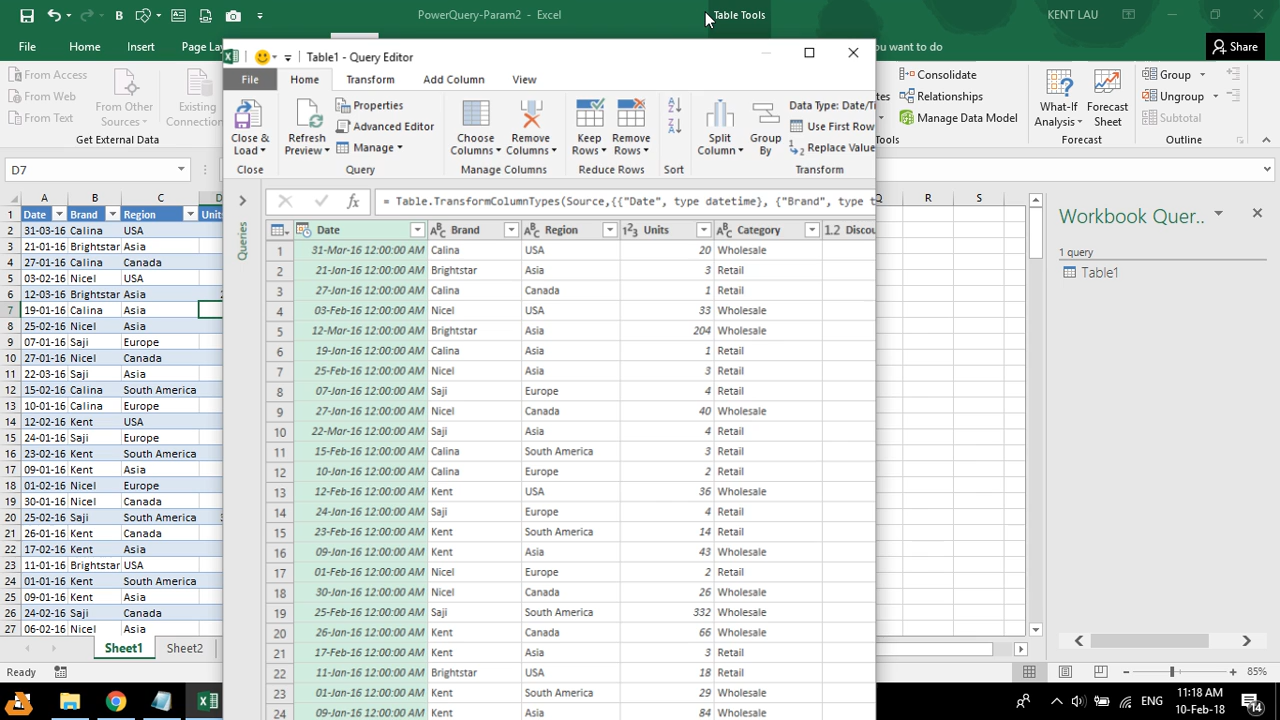 PowerQuery-Param2 - Excel
Table Tools
KENT LAU
File Home Insert Page Lay
you want to do
Share
From Access
From Web
From Text
From Other Sources
Existing Connection
Get External Data
Consolidate
Relationships
Manage Data Model
What-If Analysis
Forecast Sheet
Forecast
Group
Ungroup
Subtotal
Outline
D7
Table1 - Query Editor
File Home Transform Add Column View
Close & Load
Close
Refresh Preview
Properties
Advanced Editor
Manage
Query
Choose Columns
Remove Columns
Manage Columns
Keep Rows
Remove Rows
Reduce Rows
Sort
Split Column
Group By
Data Type: Date/Ti
Use First Row
Replace Value
Transform
= Table.TransformColumnTypes(Source,{{"Date", type datetime}, {"Brand", type t
Queries
Date Brand Region Units Category 1.2 Discou
1 31-Mar-16 12:00:00 AM Calina USA 20 Wholesale
2 21-Jan-16 12:00:00 AM Brightstar Asia 3 Retail
3 27-Jan-16 12:00:00 AM Calina Canada 1 Retail
4 03-Feb-16 12:00:00 AM Nicel USA 33 Wholesale
5 12-Mar-16 12:00:00 AM Brightstar Asia 204 Wholesale
6 19-Jan-16 12:00:00 AM Calina Asia 1 Retail
7 25-Feb-16 12:00:00 AM Nicel Asia 3 Retail
8 07-Jan-16 12:00:00 AM Saji Europe 4 Retail
9 27-Jan-16 12:00:00 AM Nicel Canada 40 Wholesale
10 22-Mar-16 12:00:00 AM Saji Asia 4 Retail
11 15-Feb-16 12:00:00 AM Calina South America 3 Retail
12 10-Jan-16 12:00:00 AM Calina Europe 2 Retail
13 12-Feb-16 12:00:00 AM Kent USA 36 Wholesale
14 24-Jan-16 12:00:00 AM Saji Europe 4 Retail
15 23-Feb-16 12:00:00 AM Kent South America 14 Retail
16 09-Jan-16 12:00:00 AM Kent Asia 43 Wholesale
17 01-Feb-16 12:00:00 AM Nicel Europe 2 Retail
18 30-Jan-16 12:00:00 AM Nicel Canada 26 Wholesale
19 25-Feb-16 12:00:00 AM Saji South America 332 Wholesale
20 26-Jan-16 12:00:00 AM Kent Canada 66 Wholesale
21 17-Feb-16 12:00:00 AM Kent Asia 3 Retail
22 11-Jan-16 12:00:00 AM Brightstar USA 18 Retail
23 01-Jan-16 12:00:00 AM Kent South America 29 Wholesale
24 09-Jan-16 12:00:00 AM Kent Asia 84 Wholesale
A B C R S
1 Date Brand Region Units
2 31-03-16 Calina USA
3 21-01-16 Brightstar Asia
4 27-01-16 Calina Canada
5 03-02-16 Nicel USA
6 12-03-16 Brightstar Asia
7 19-01-16 Calina Asia
8 25-02-16 Nicel Asia
9 07-01-16 Saji Europe
10 27-01-16 Nicel Canada
11 22-03-16 Saji Asia
12 15-02-16 Calina South America
13 10-01-16 Calina Europe
14 12-02-16 Kent USA
15 24-01-16 Saji Europe
16 23-02-16 Kent South America
17 09-01-16 Kent Asia
18 01-02-16 Nicel Europe
19 30-01-16 Nicel Canada
20 25-02-16 Saji South America
21 26-01-16 Kent Canada
22 17-02-16 Kent Asia
23 11-01-16 Brightstar USA
24 01-01-16 Kent South America
25 09-01-16 Kent Asia
26 24-02-16 Saji Canada
27 06-02-16 Nicel Asia
Workbook Quer..
1 query
Table1
Sheet1 Sheet2
Ready
85%
ENG
11:18 AM
10-Feb-18
14